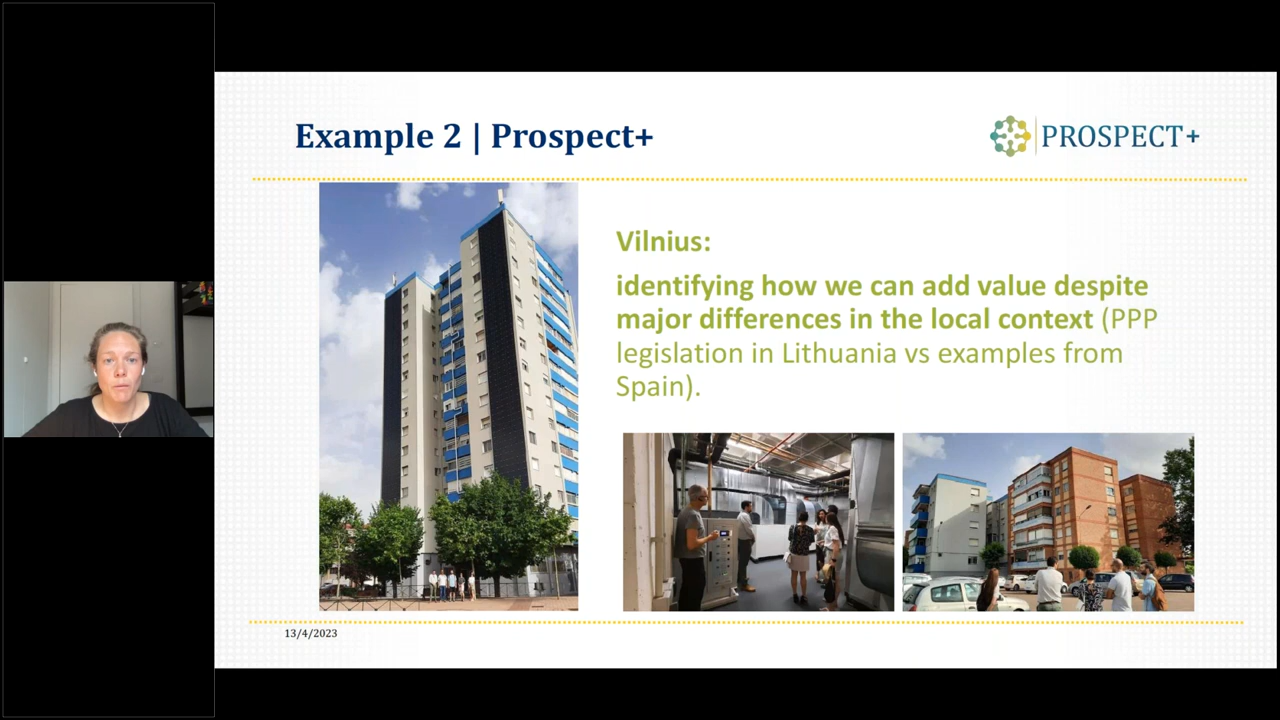 Example 2 | Prospect+
PROSPECT+
Vilnius:
identifying how we can add value despite
major differences in the local context (PPP
legislation in Lithuania vs examples from
Spain).
13/4/2023